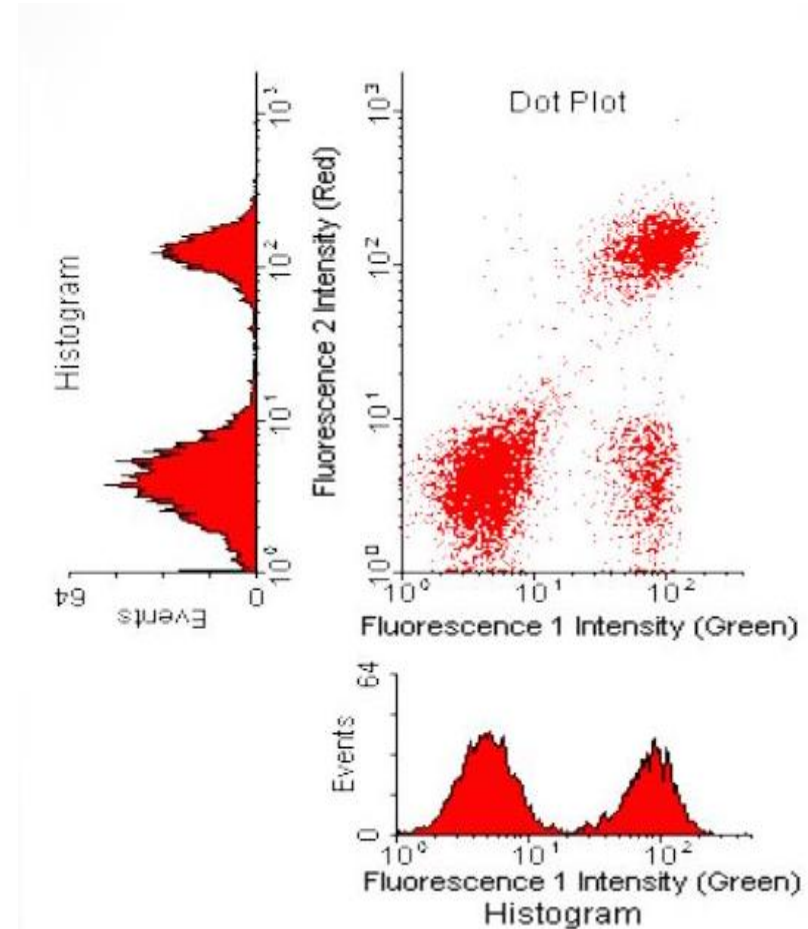 Histogram
10³
10²
10¹
10⁰
64
0
Events
Fluorescence 2 Intensity (Red)
Dot Plot
10³
10²
10¹
10⁰
10⁰ 10¹ 10²
Fluorescence 1 Intensity (Green)
Events
64
0
10⁰ 10¹ 10²
Fluorescence 1 Intensity (Green)
Histogram